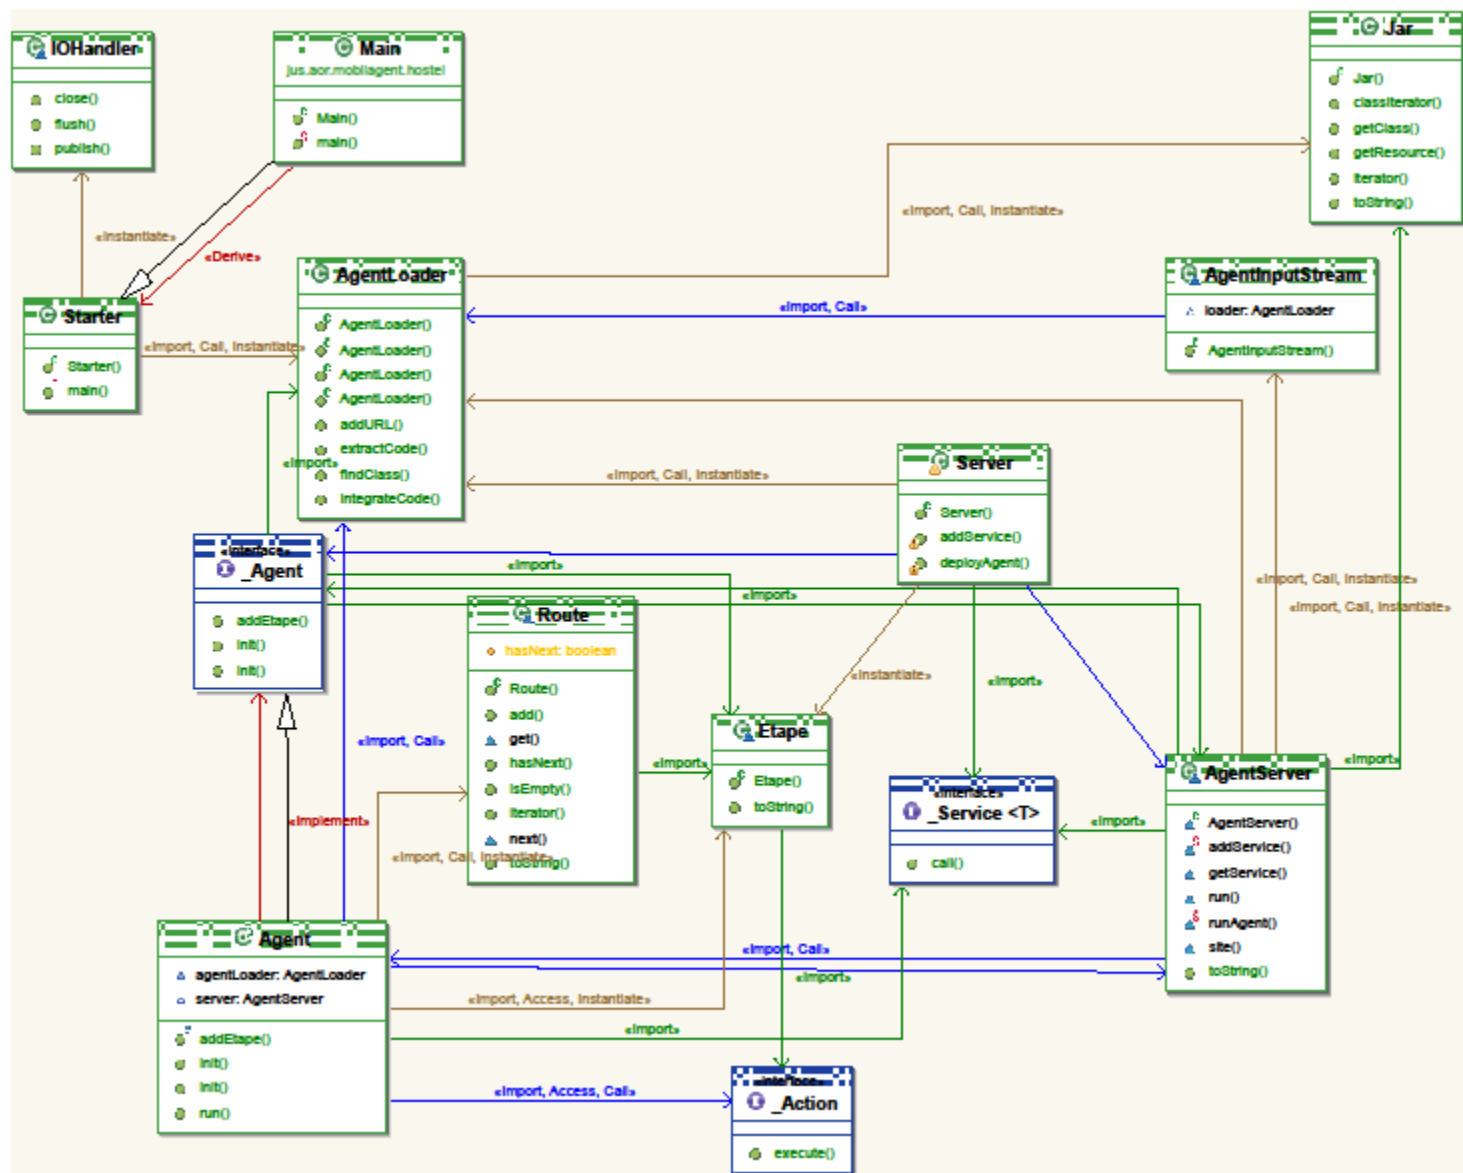 IOHandler
close()
flush()
publish()
Main
jus.aor.mobilagent.hostel
Main()
main()
Jar
Jar()
classIterator()
getClass()
getResource()
iterator()
toString()
«Instantiate»
«Derive»
«Import, Call, Instantiate»
Starter
Starter()
main()
«Import, Call, Instantiate»
AgentLoader
AgentLoader()
AgentLoader()
AgentLoader()
AgentLoader()
addURL()
extractCode()
findClass()
integrateCode()
«Import, Call»
AgentInputStream
loader: AgentLoader
AgentInputStream()
«Import»
«Import, Call, Instantiate»
Server
Server()
addService()
deployAgent()
«interface»
_Agent
addEtape()
init()
init()
«Import»
«Import»
«Import, Call, Instantiate»
«Import, Call, Instantiate»
Route
hasNext: boolean
Route()
add()
get()
hasNext()
isEmpty()
iterator()
next()
toString()
«Instantiate»
«Import»
«Import, Call»
«Import»
Etape
Etape()
toString()
«interface»
_Service <T>
call()
«Import»
«Import»
AgentServer
AgentServer()
addService()
getService()
run()
runAgent()
site()
toString()
«Implement»
«Import, Call, Instantiate»
Agent
agentLoader: AgentLoader
server: AgentServer
addEtape()
init()
init()
run()
«Import, Call»
«Import»
«Import, Access, Instantiate»
«Import»
«Import, Access, Call»
«interface»
_Action
execute()